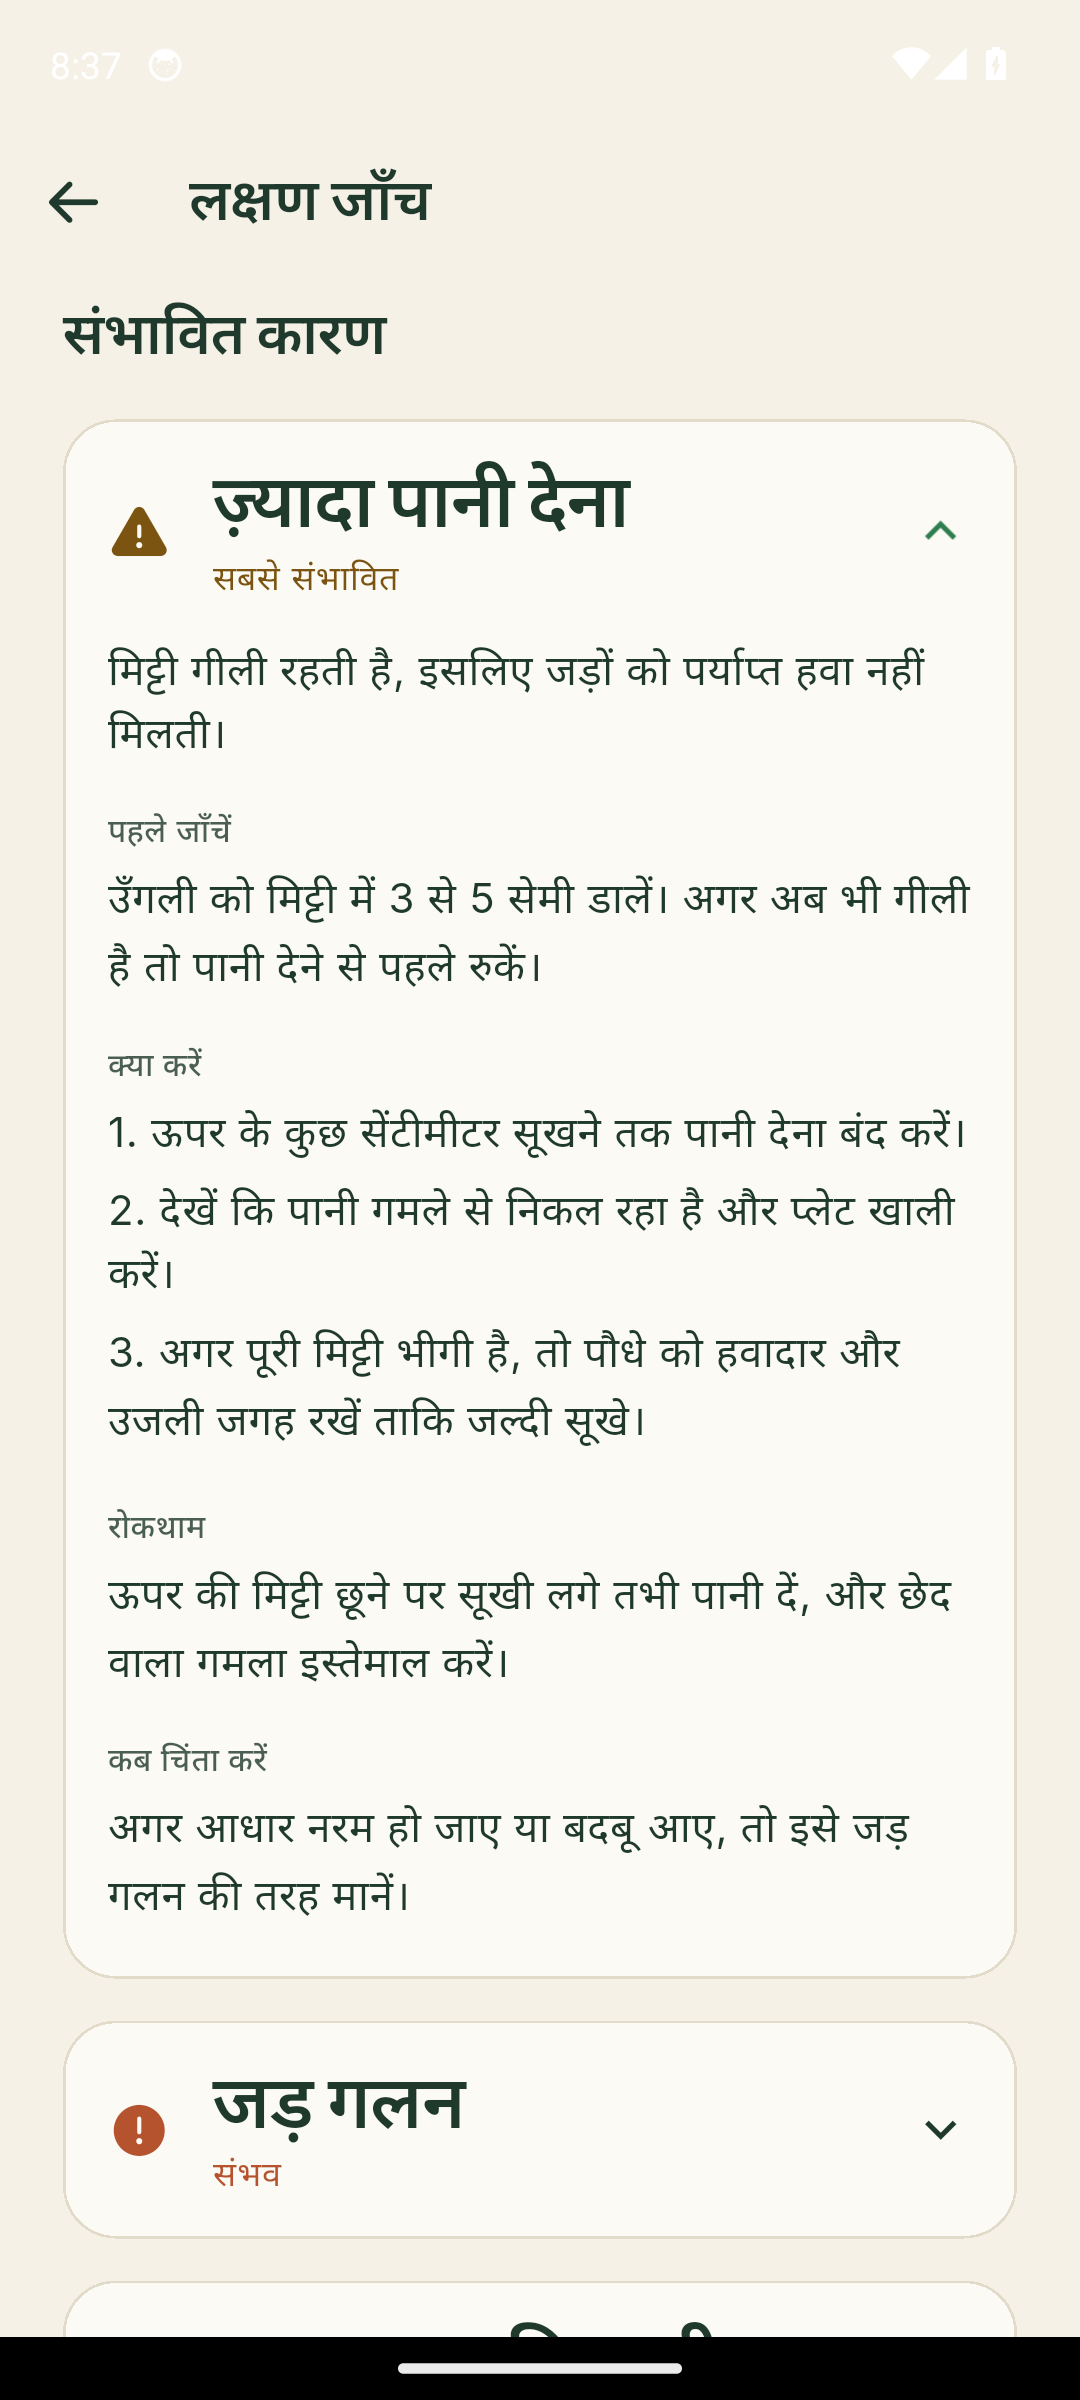 8:37
लक्षण जाँच
संभावित कारण
ज़्यादा पानी देना
सबसे संभावित
मिट्टी गीली रहती है, इसलिए जड़ों को पर्याप्त हवा नहीं
मिलती।
पहले जाँचें
उँगली को मिट्टी में 3 से 5 सेमी डालें। अगर अब भी गीली
है तो पानी देने से पहले रुकें।
क्या करें
1. ऊपर के कुछ सेंटीमीटर सूखने तक पानी देना बंद करें।
2. देखें कि पानी गमले से निकल रहा है और प्लेट खाली
करें।
3. अगर पूरी मिट्टी भीगी है, तो पौधे को हवादार और
उजली जगह रखें ताकि जल्दी सूखे।
रोकथाम
ऊपर की मिट्टी छूने पर सूखी लगे तभी पानी दें, और छेद
वाला गमला इस्तेमाल करें।
कब चिंता करें
अगर आधार नरम हो जाए या बदबू आए, तो इसे जड़
गलन की तरह मानें।
जड़ गलन
संभव